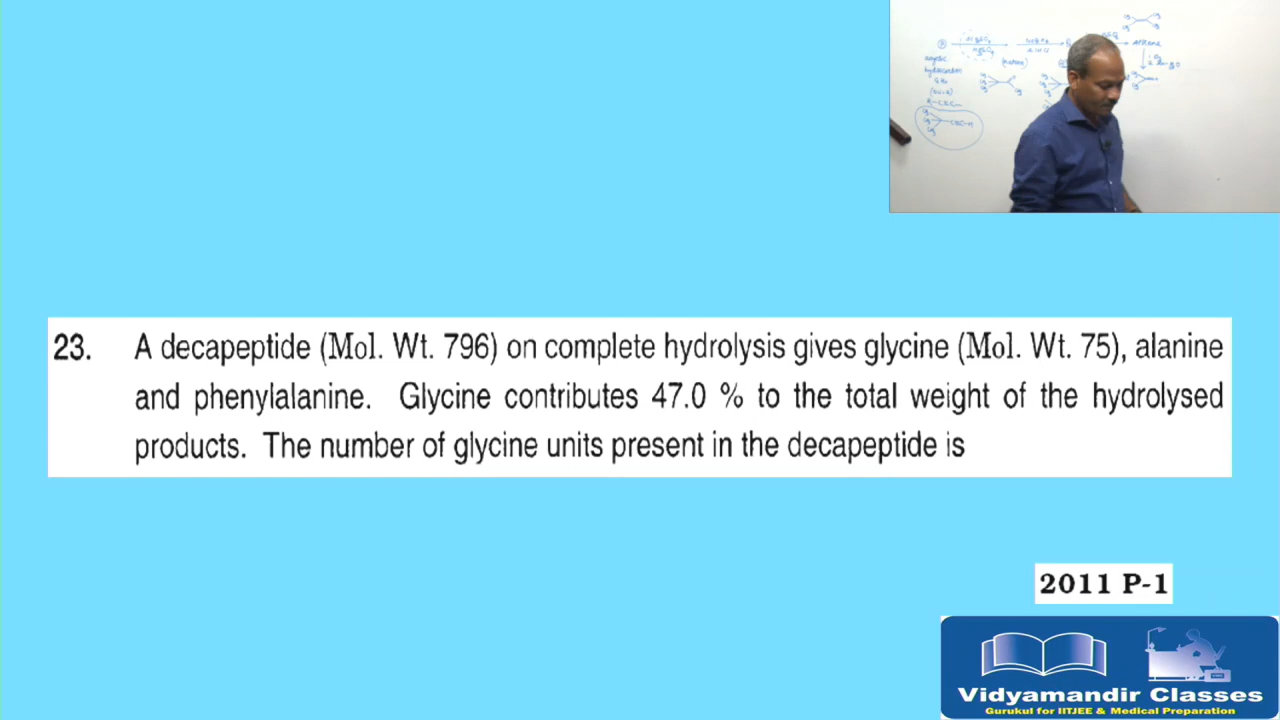 Alkene
23. A decapeptide (Mol. Wt. 796) on complete hydrolysis gives glycine (Mol. Wt. 75), alanine
and phenylalanine. Glycine contributes 47.0 % to the total weight of the hydrolysed
products. The number of glycine units present in the decapeptide is
2011 P-1
Vidyamandir Classes
Gurukul for IITJEE & Medical Preparation